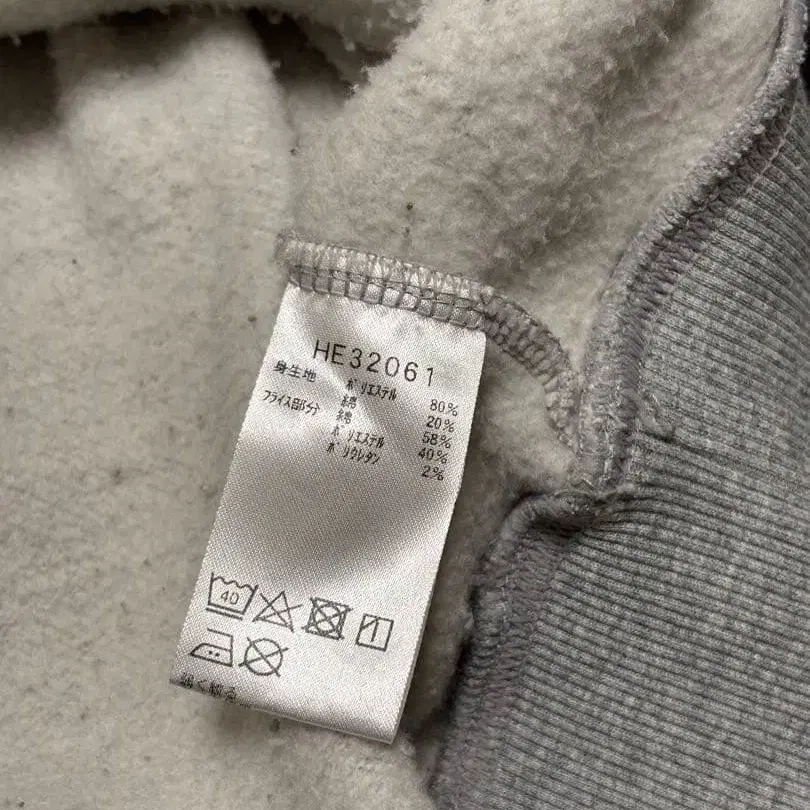 HE32061
身生地 ポリエステル 80%
綿 20%
フライス部分 綿 58%
ポリエステル 40%
ポリウレタン 2%
40